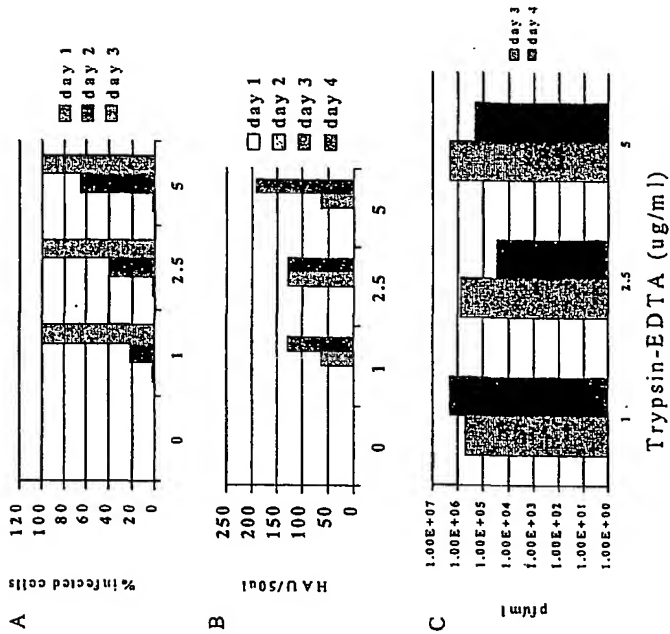 A
% infected cells
120
100
80
60
40
20
0
0 1 2.5 5
day 1
day 2
day 3
B
HAU/50ul
250
200
150
100
50
0
0 1 2.5 5
day 1
day 2
day 3
day 4
C
pfu/ml
1.00E+07
1.00E+06
1.00E+05
1.00E+04
1.00E+03
1.00E+02
1.00E+01
1.00E+00
1 2.5 5
day 3
day 4
Trypsin-EDTA (ug/ml)